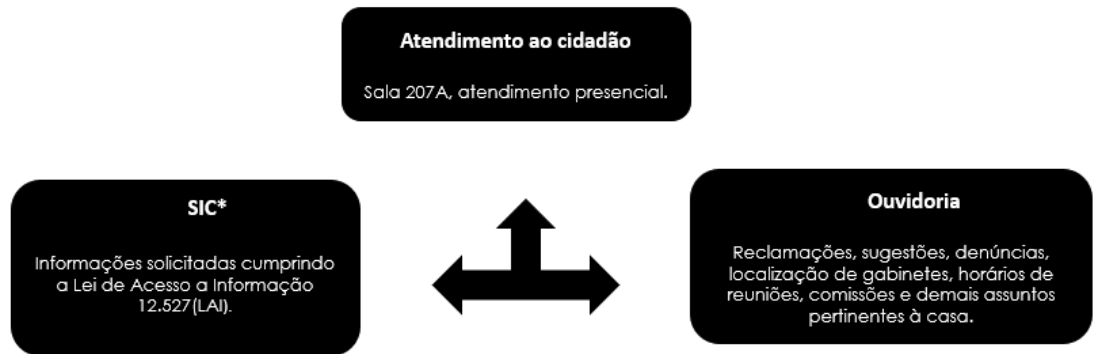 Atendimento ao cidadão
Sala 207A, atendimento presencial.
SIC*
Informações solicitadas cumprindo
a Lei de Acesso a Informação
12.527(LAI).
Ouvidoria
Reclamações, sugestões, denúncias,
localização de gabinetes, horários de
reuniões, comissões e demais assuntos
pertinentes à casa.